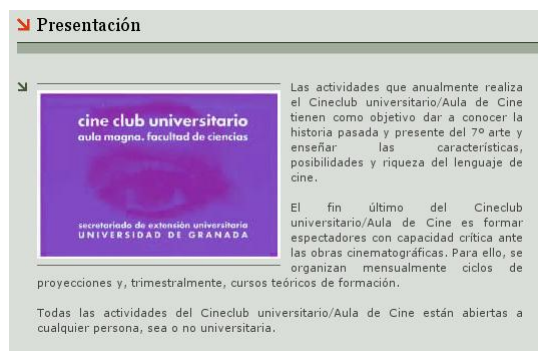 Presentación
cine club universitario
aula magna. facultad de ciencias
secretariado de extensión universitaria
UNIVERSIDAD DE GRANADA
Las actividades que anualmente realiza
el Cineclub universitario/Aula de Cine
tienen como objetivo dar a conocer la
historia pasada y presente del 7º arte y
enseñar las características,
posibilidades y riqueza del lenguaje de
cine.
El fin último del Cineclub
universitario/Aula de Cine es formar
espectadores con capacidad crítica ante
las obras cinematográficas. Para ello, se
organizan mensualmente ciclos de
proyecciones y, trimestralmente, cursos teóricos de formación.
Todas las actividades del Cineclub universitario/Aula de Cine están abiertas a
cualquier persona, sea o no universitaria.